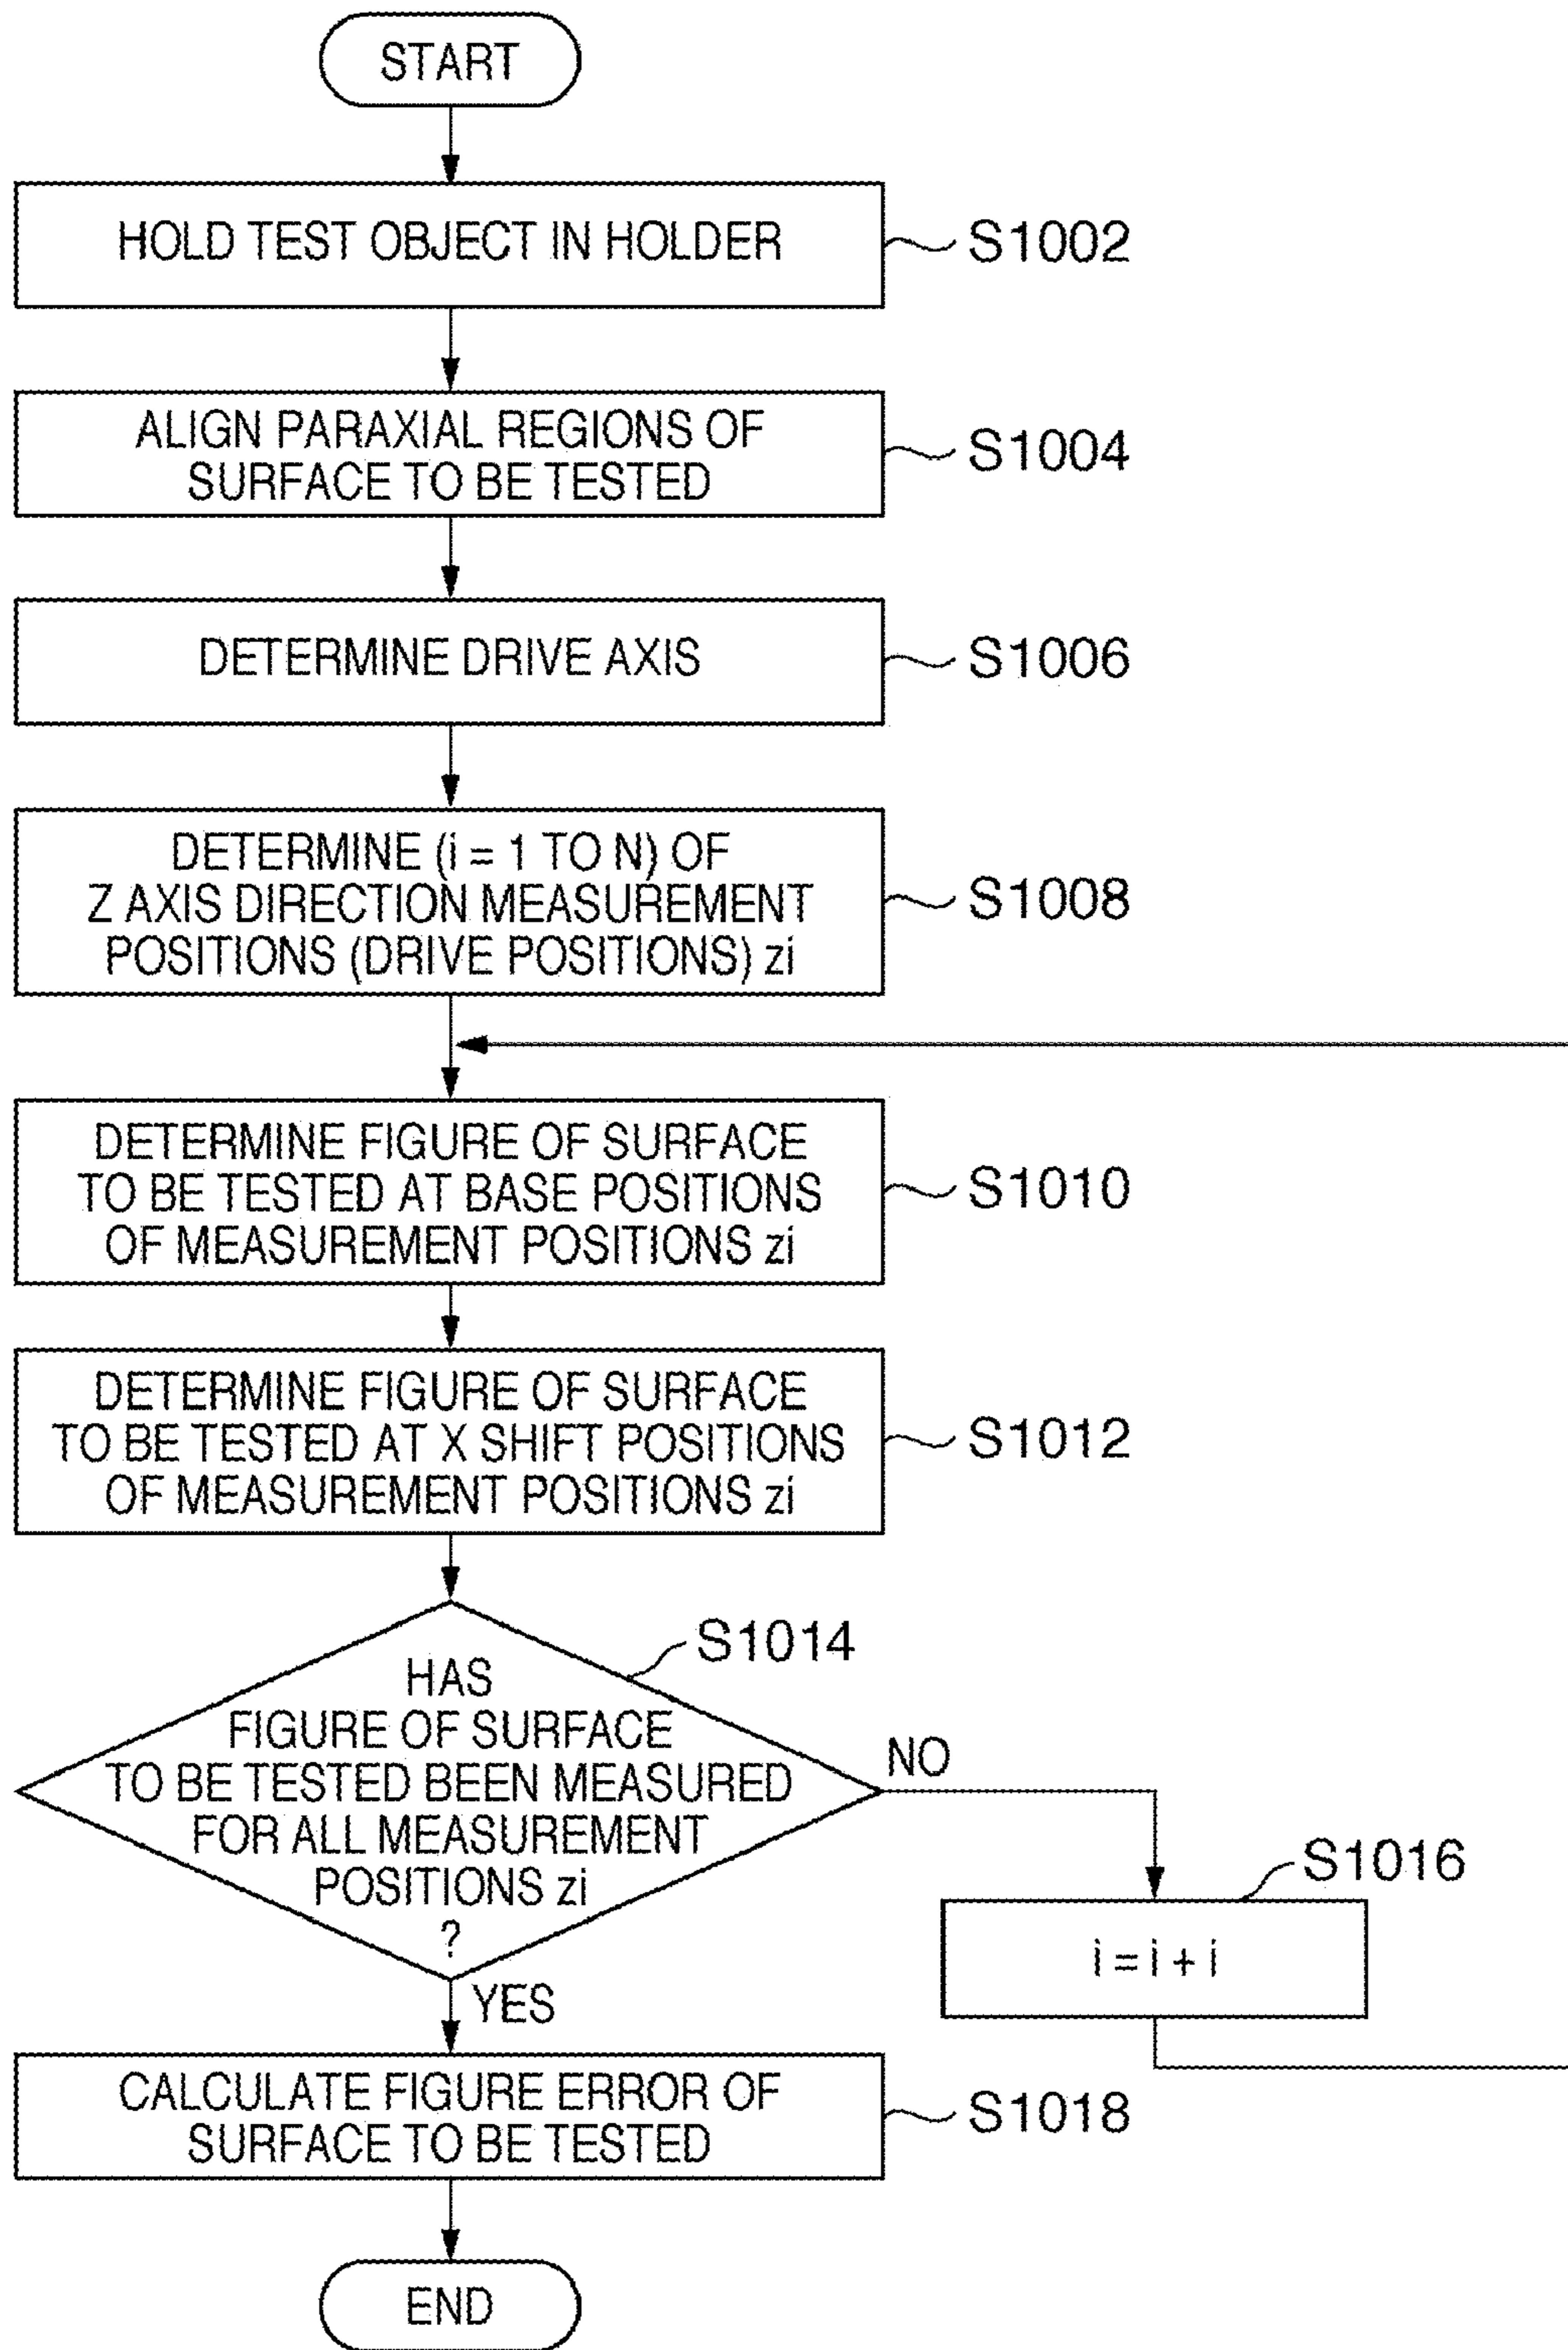 START
HOLD TEST OBJECT IN HOLDER
S1002
ALIGN PARAXIAL REGIONS OF
SURFACE TO BE TESTED
S1004
DETERMINE DRIVE AXIS
S1006
DETERMINE (i = 1 TO N) OF
Z AXIS DIRECTION MEASUREMENT
POSITIONS (DRIVE POSITIONS) zi
S1008
DETERMINE FIGURE OF SURFACE
TO BE TESTED AT BASE POSITIONS
OF MEASUREMENT POSITIONS zi
S1010
DETERMINE FIGURE OF SURFACE
TO BE TESTED AT X SHIFT POSITIONS
OF MEASUREMENT POSITIONS zi
S1012
S1014
HAS
FIGURE OF SURFACE
TO BE TESTED BEEN MEASURED
FOR ALL MEASUREMENT
POSITIONS zi
?
NO
S1016
i = i + i
YES
CALCULATE FIGURE ERROR OF
SURFACE TO BE TESTED
S1018
END